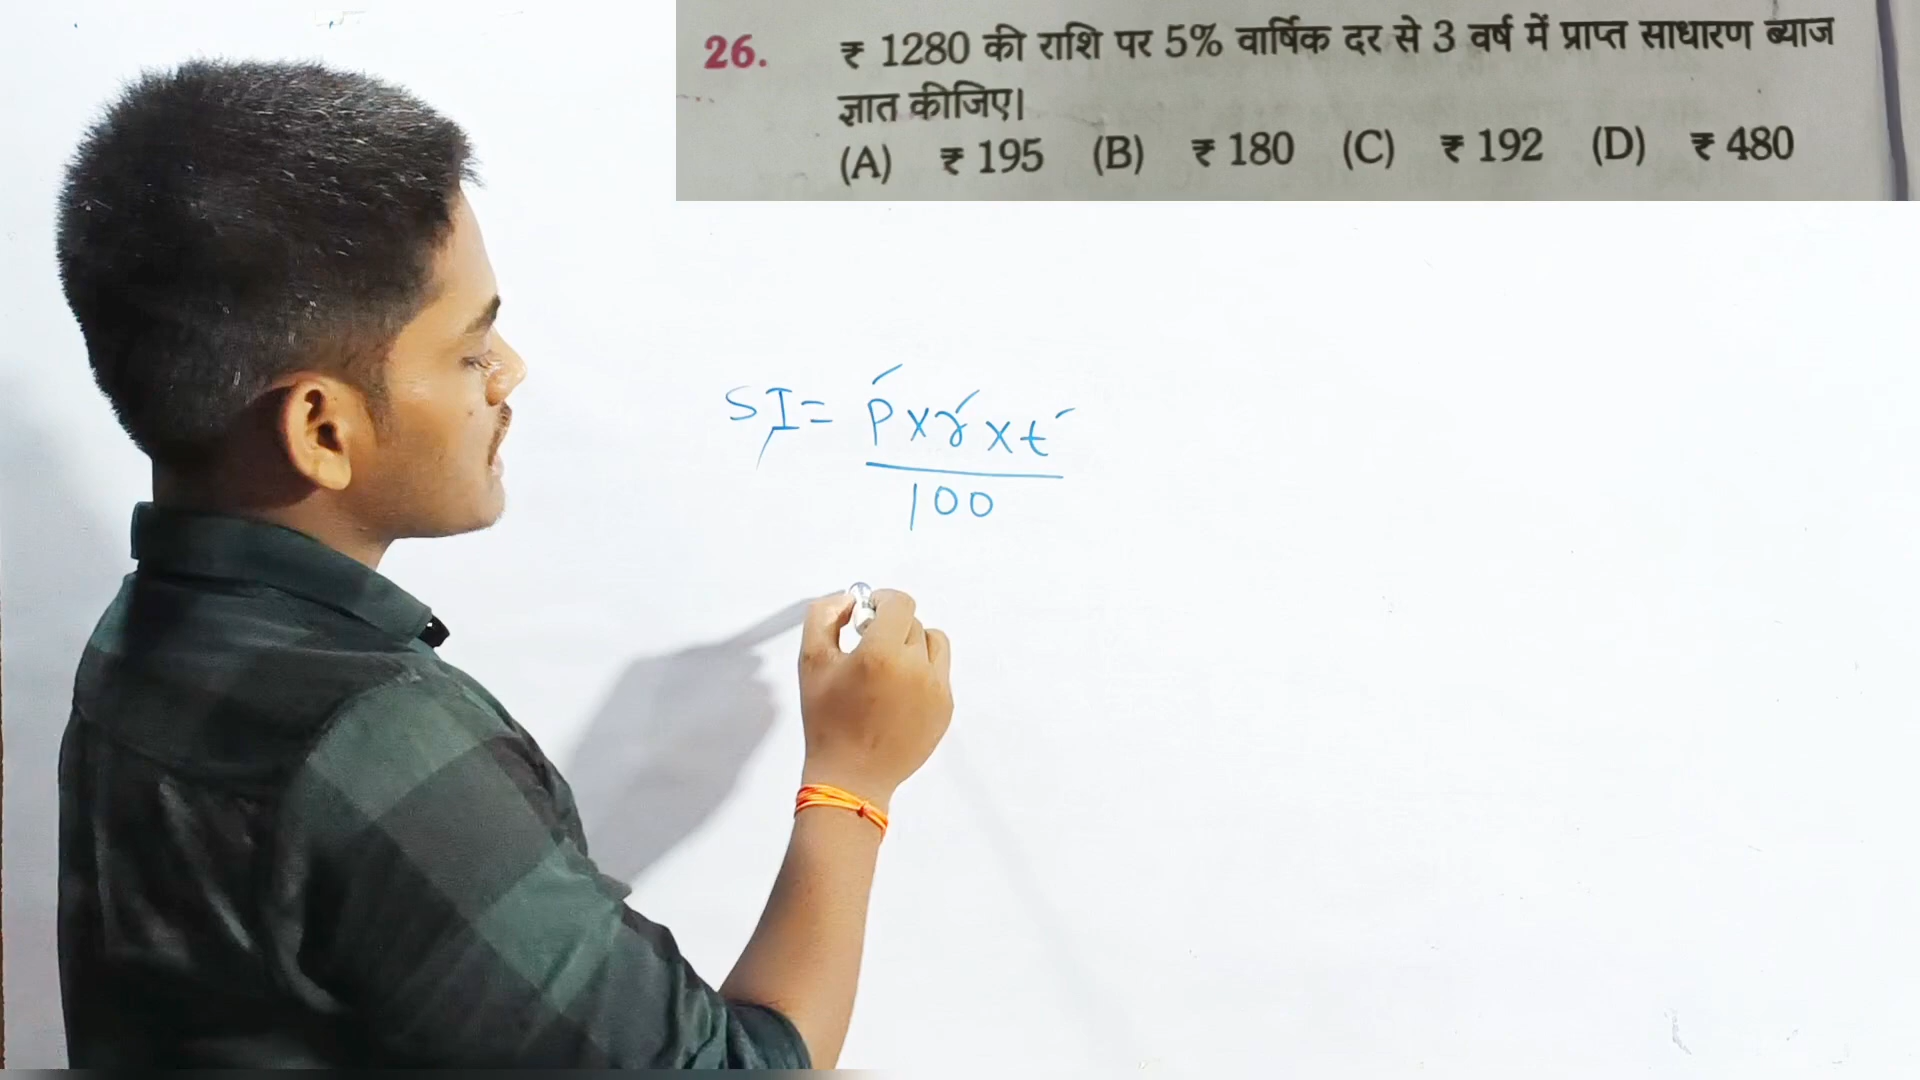 26. ₹ 1280 की राशि पर 5% वार्षिक दर से 3 वर्ष में प्राप्त साधारण ब्याज
ज्ञात कीजिए।
(A) ₹ 195 (B) ₹ 180 (C) ₹ 192 (D) ₹ 480
SI = p x r x t
100